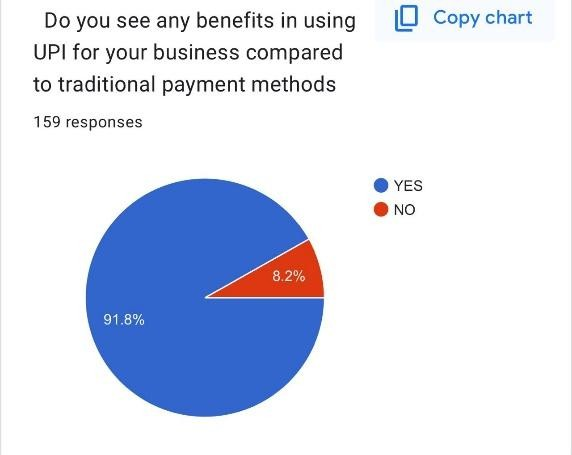 Do you see any benefits in using
UPI for your business compared
to traditional payment methods
Copy chart
159 responses
YES
NO
8.2%
91.8%